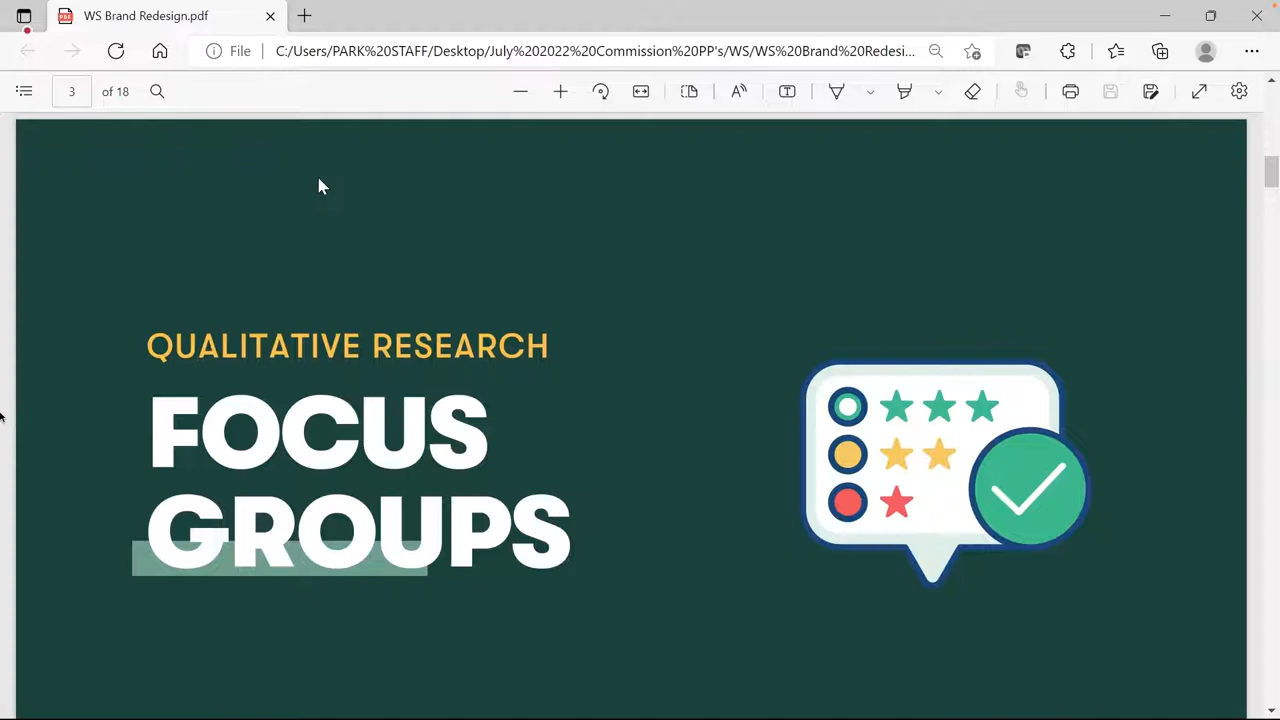 WS Brand Redesign.pdf
File
C:/Users/PARK%20STAFF/Desktop/July%202022%20Commission%20PP's/WS/WS%20Brand%20Redesi...
3 of 18
QUALITATIVE RESEARCH
FOCUS
GROUPS